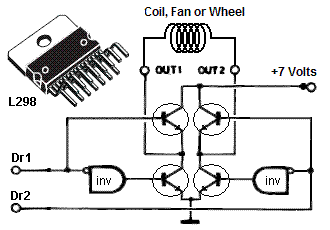 Coil, Fan or Wheel
OUT1 OUT2
+7 Volts
L298
Dr1
inv inv
Dr2